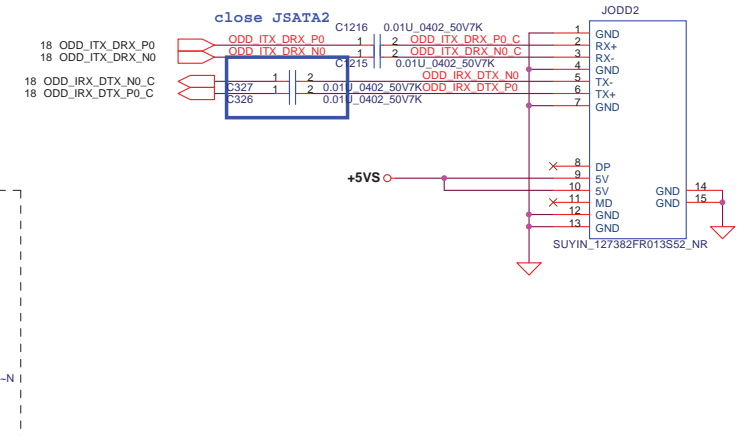 JODD2
close JSATA2
C1216 0.01U_0402_50V7K
1 GND
18 ODD_ITX_DRX_P0 ODD_ITX_DRX_P0 1 2 ODD_ITX_DRX_P0_C 2 RX+
18 ODD_ITX_DRX_N0 ODD_ITX_DRX_N0 1 2 ODD_ITX_DRX_N0_C 3 RX-
C1215 0.01U_0402_50V7K 4 GND
18 ODD_IRX_DTX_N0_C 1 2 ODD_IRX_DTX_N0 5 TX-
18 ODD_IRX_DTX_P0_C C327 1 2 0.01U_0402_50V7K ODD_IRX_DTX_P0 6 TX+
C326 0.01U_0402_50V7K 7 GND
8 DP
+5VS 9 5V
10 5V GND 14
11 MD GND 15
12 GND
13 GND
SUYIN_127382FR013S52_NR
~N